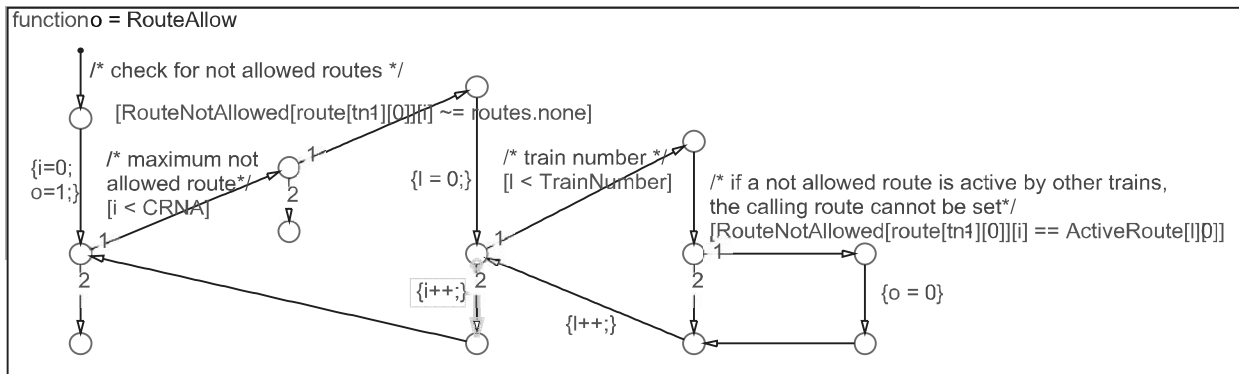 functiono = RouteAllow
/* check for not allowed routes */
[RouteNotAllowed[route[tn-1][0]][i] ~= routes.none]
{i=0;
o=1;}
/* maximum not
allowed route*/
[i < CRNA]
1
2
1
2
{l = 0;}
/* train number */
[l < TrainNumber]
1
2
{i++;}
{l++;}
/* if a not allowed route is active by other trains,
the calling route cannot be set*/
[RouteNotAllowed[route[tn-1][0]][i] == ActiveRoute[l][0]]
1
2
{o = 0}